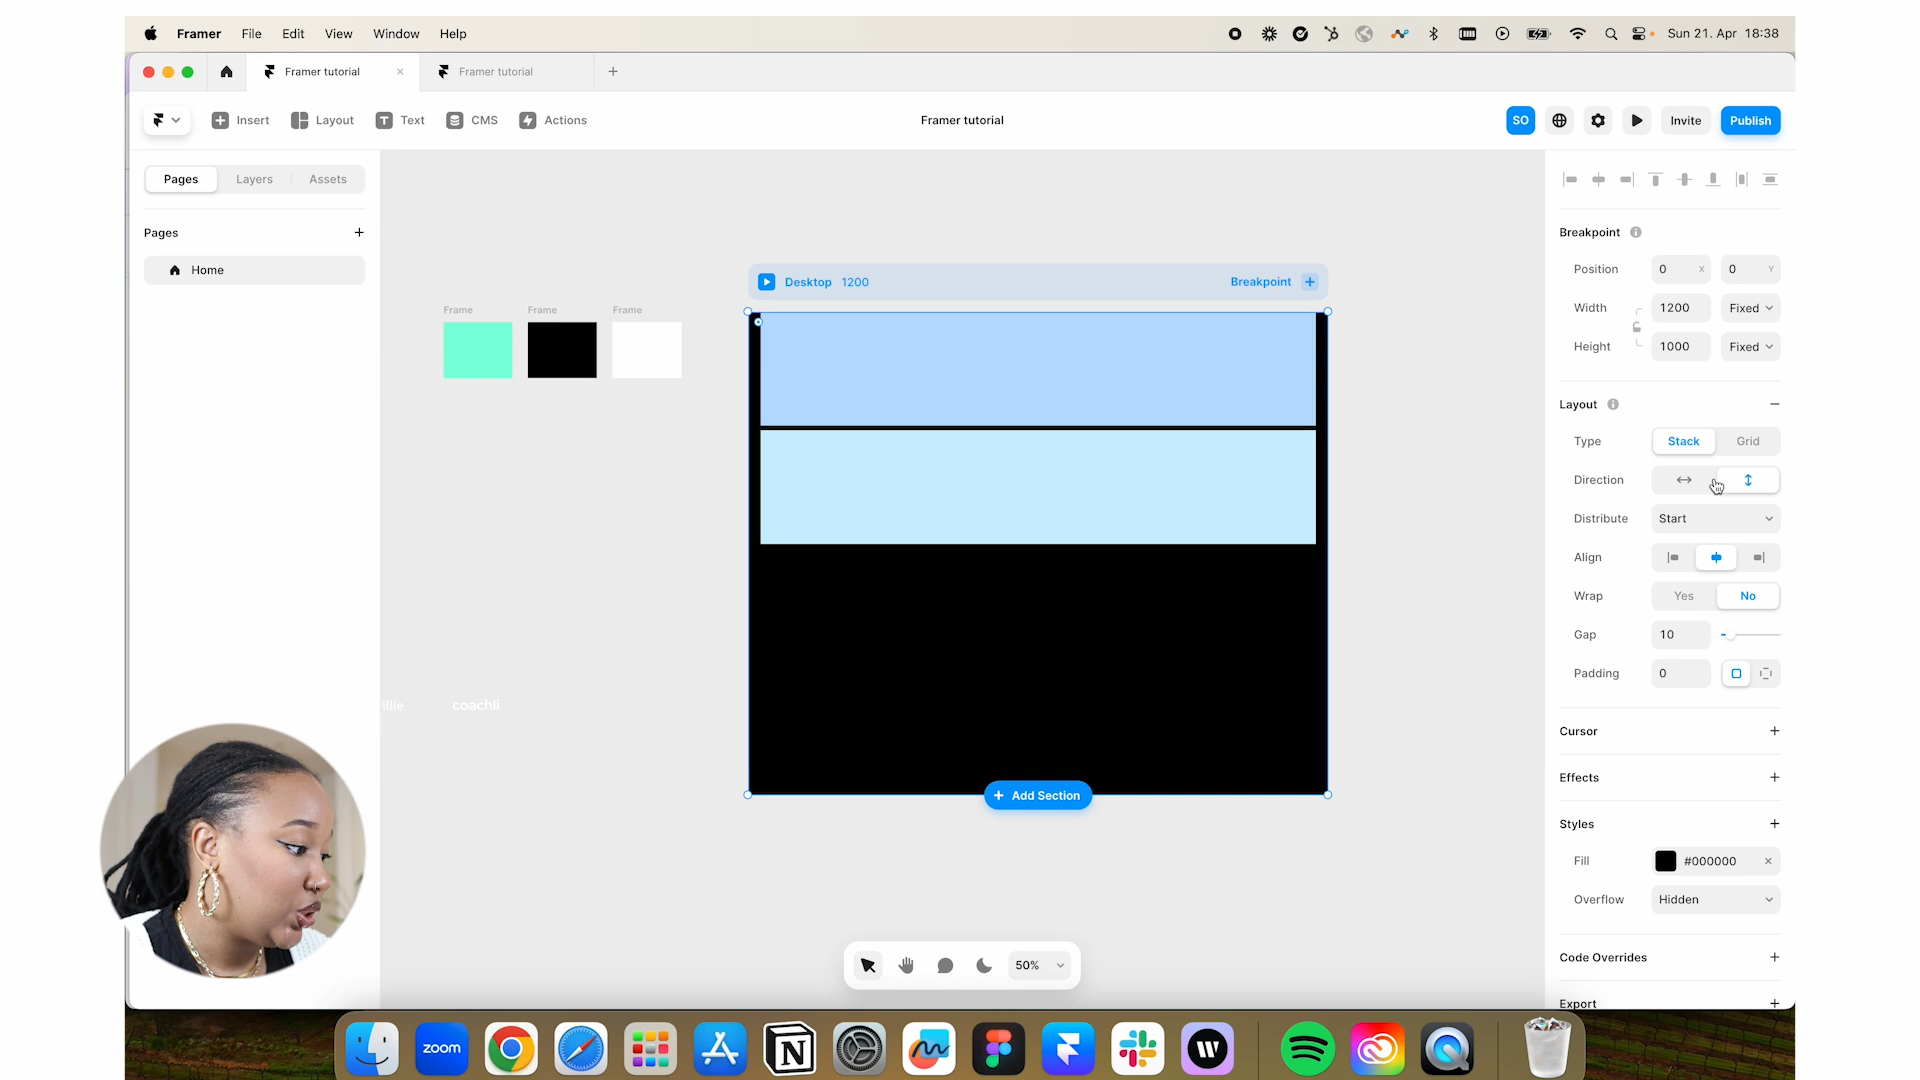 Framer File Edit View Window Help Sun 21. Apr 18:38
Framer tutorial Framer tutorial
Insert Layout Text CMS Actions Framer tutorial SO Invite Publish
Pages Layers Assets
Pages
Home
Frame Frame Frame
Desktop 1200 Breakpoint
illie coachli
Add Section
50%
Breakpoint
Position 0 X 0 Y
Width 1200 Fixed
Height 1000 Fixed
Layout
Type Stack Grid
Direction
Distribute Start
Align
Wrap Yes No
Gap 10
Padding 0
Cursor
Effects
Styles
Fill #000000
Overflow Hidden
Code Overrides
Export
zoom